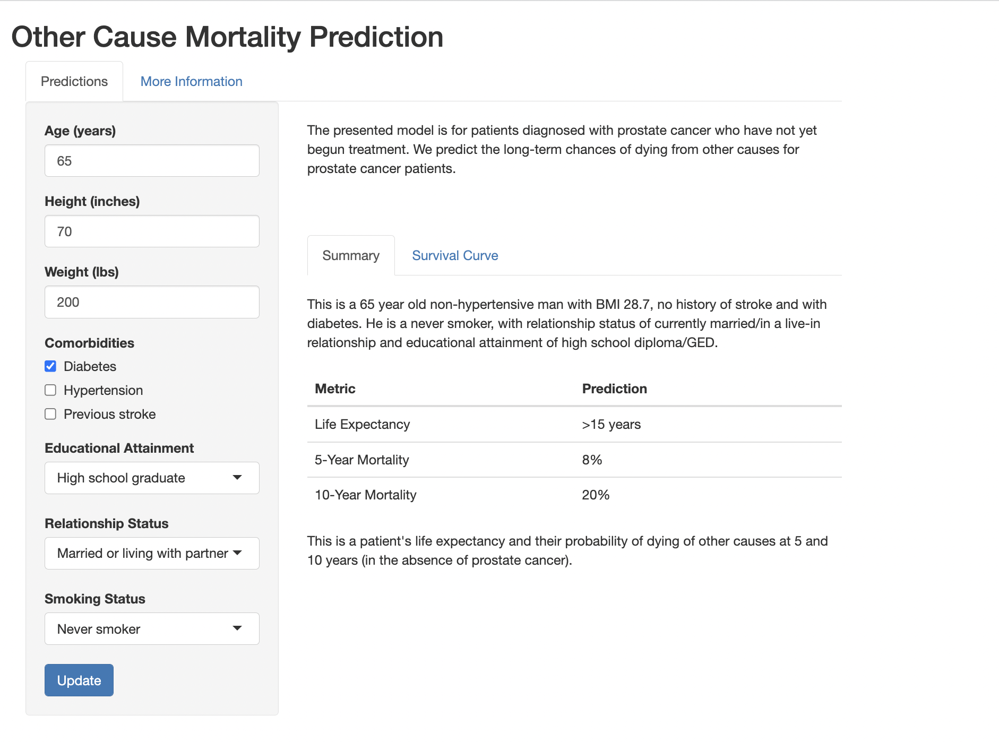 Other Cause Mortality Prediction
Predictions
More Information
Age (years)
65
Height (inches)
70
Weight (lbs)
200
Comorbidities
Diabetes
Hypertension
Previous stroke
Educational Attainment
High school graduate
Relationship Status
Married or living with partner
Smoking Status
Never smoker
Update
The presented model is for patients diagnosed with prostate cancer who have not yet
begun treatment. We predict the long-term chances of dying from other causes for
prostate cancer patients.
Summary
Survival Curve
This is a 65 year old non-hypertensive man with BMI 28.7, no history of stroke and with
diabetes. He is a never smoker, with relationship status of currently married/in a live-in
relationship and educational attainment of high school diploma/GED.
Metric Prediction
Life Expectancy >15 years
5-Year Mortality 8%
10-Year Mortality 20%
This is a patient's life expectancy and their probability of dying of other causes at 5 and
10 years (in the absence of prostate cancer).